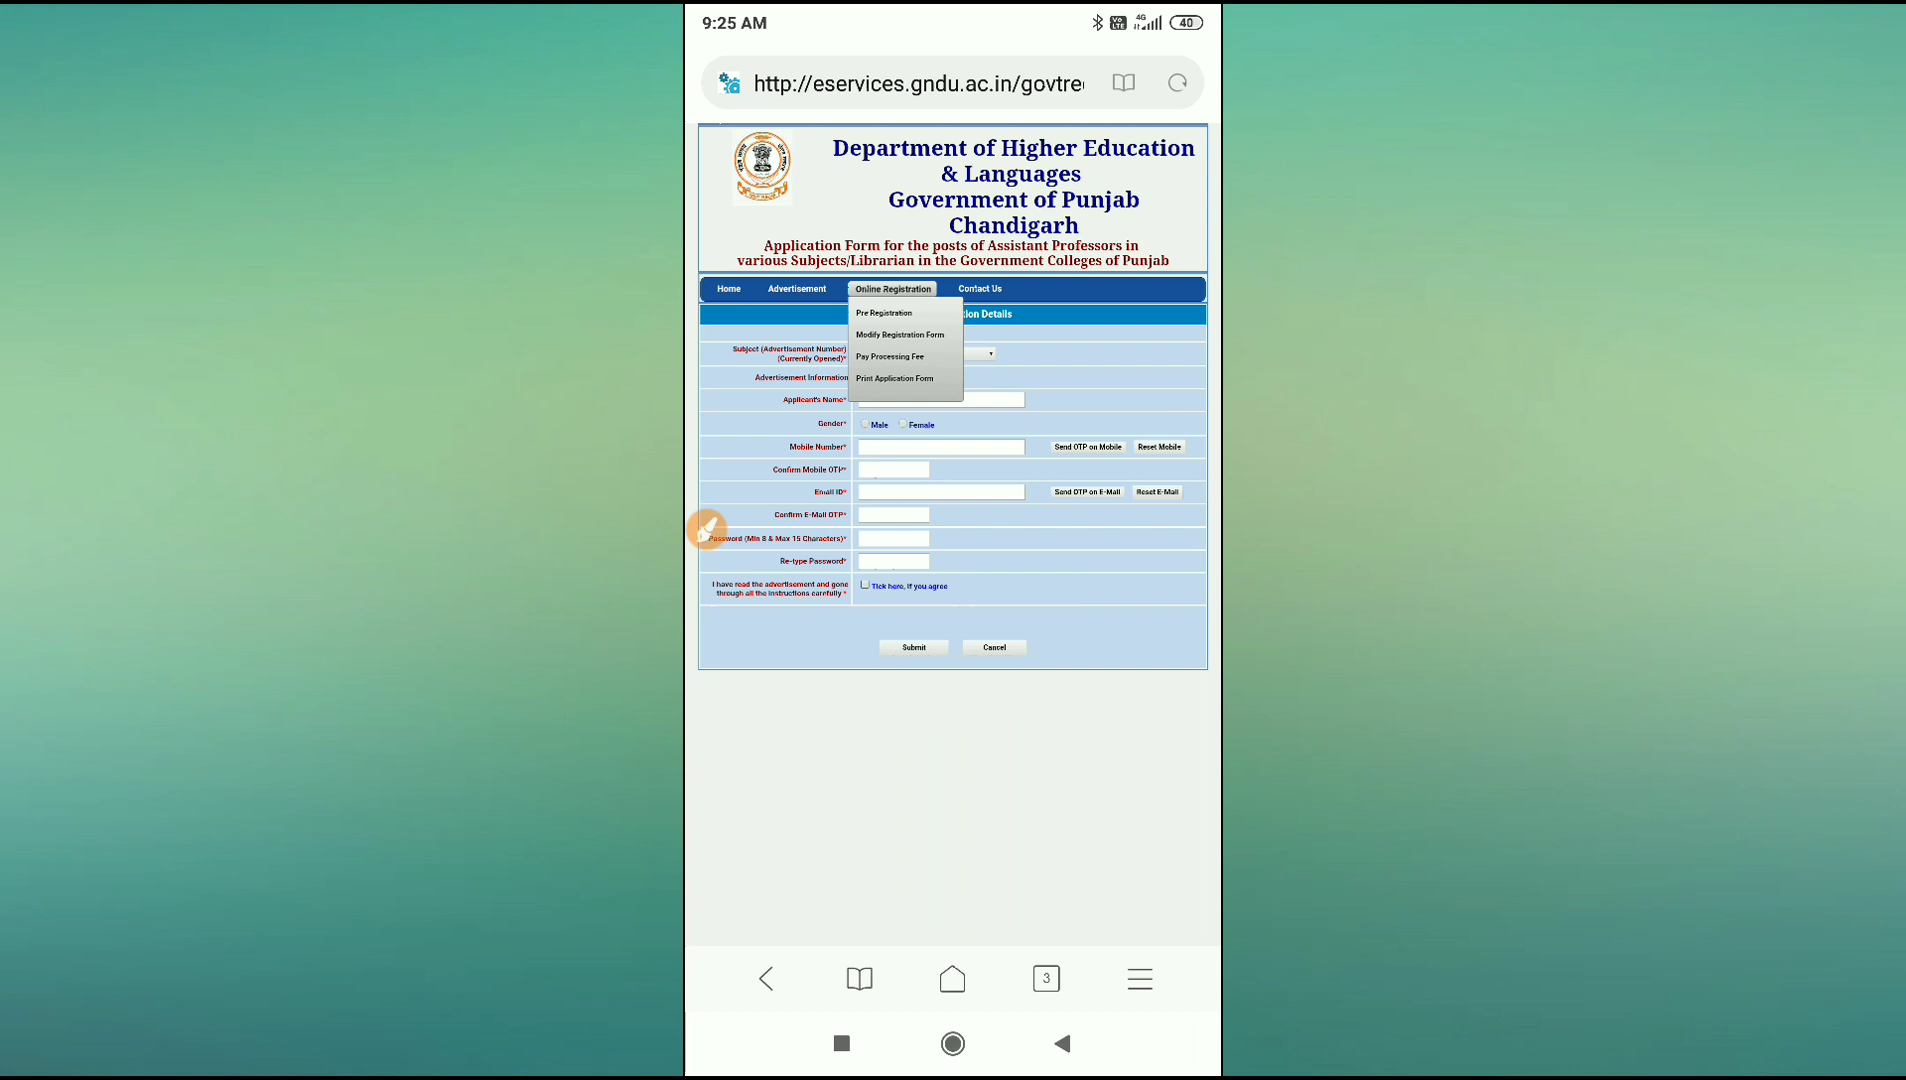 9:25 AM
Vo LTE
4G
40
http://eservices.gndu.ac.in/govtre
Department of Higher Education
& Languages
Government of Punjab
Chandigarh
Application Form for the posts of Assistant Professors in
various Subjects/Librarian in the Government Colleges of Punjab
Home Advertisement Online Registration Contact Us
Pre Registration
Modify Registration Form
Pay Processing Fee
Print Application Form
Details
Subject (Advertisement Number)
(Currently Opened)*
Advertisement Information
Applicant's Name*
Gender* Male Female
Mobile Number* Send OTP on Mobile Reset Mobile
Confirm Mobile OTP*
Email ID* Send OTP on E-Mail Reset E-Mail
Confirm E-Mail OTP*
Password (Min 8 & Max 15 Characters)*
Re-type Password*
I have read the advertisement and gone
through all the instructions carefully * Tick here, if you agree
Submit Cancel
3